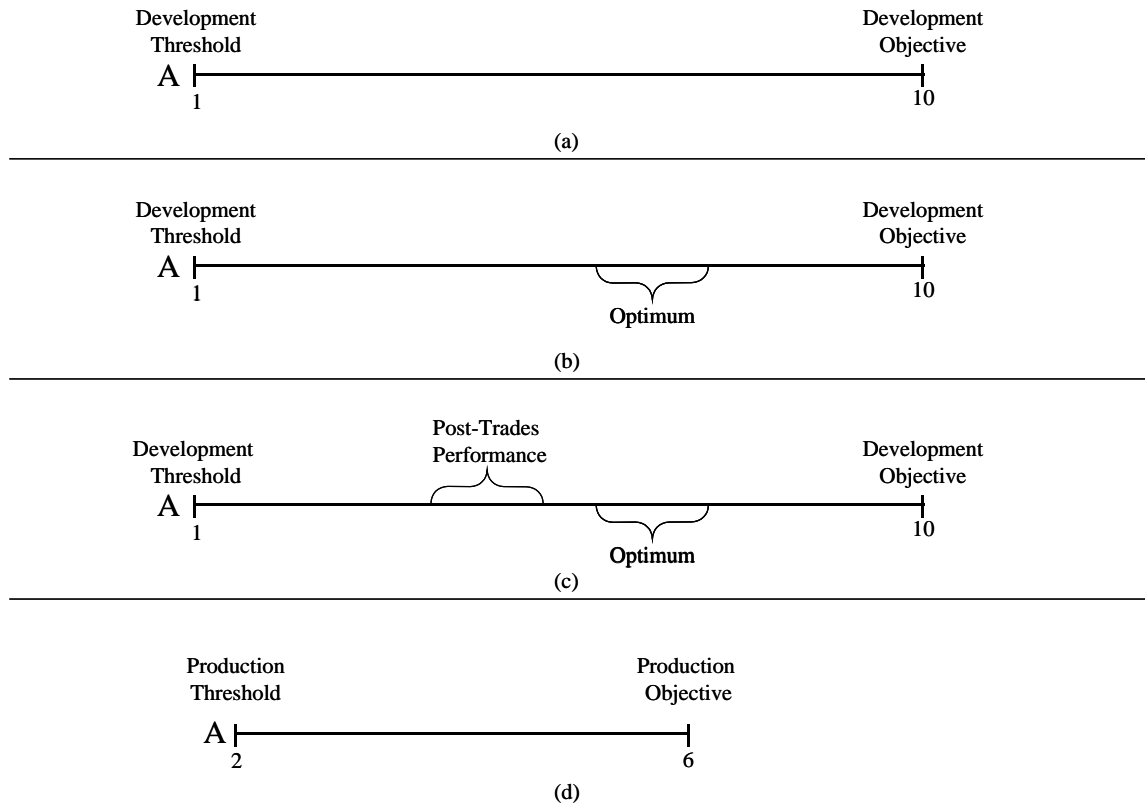 Development
Threshold
Development
Objective
A
1
10
(a)
Development
Threshold
Development
Objective
A
1
10
Optimum
(b)
Post-Trades
Performance
Development
Threshold
Development
Objective
A
1
10
Optimum
(c)
Production
Threshold
Production
Objective
A
2
6
(d)